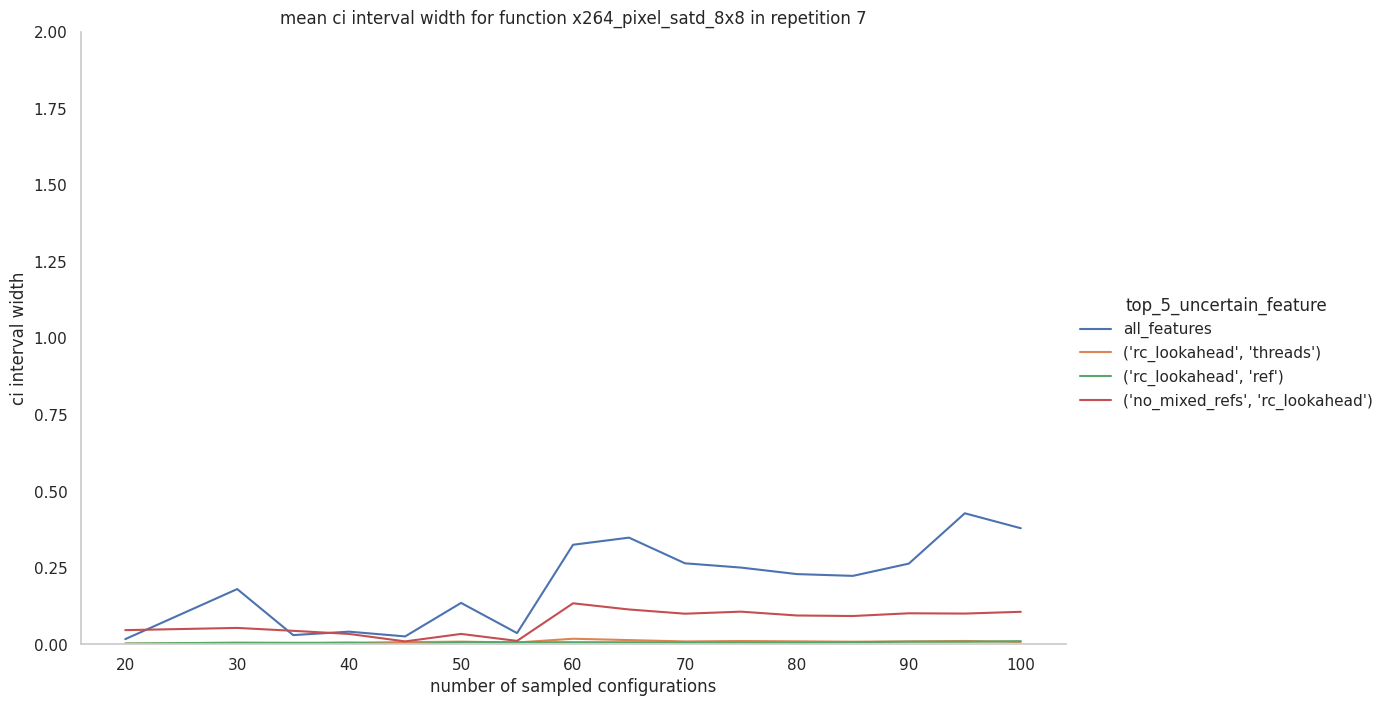 mean ci interval width for function x264_pixel_satd_8x8 in repetition 7
2.00
1.75
1.50
1.25
1.00
0.75
0.50
0.25
0.00
ci interval width
20 30 40 50 60 70 80 90 100
number of sampled configurations
top_5_uncertain_feature
all_features
('rc_lookahead', 'threads')
('rc_lookahead', 'ref')
('no_mixed_refs', 'rc_lookahead')